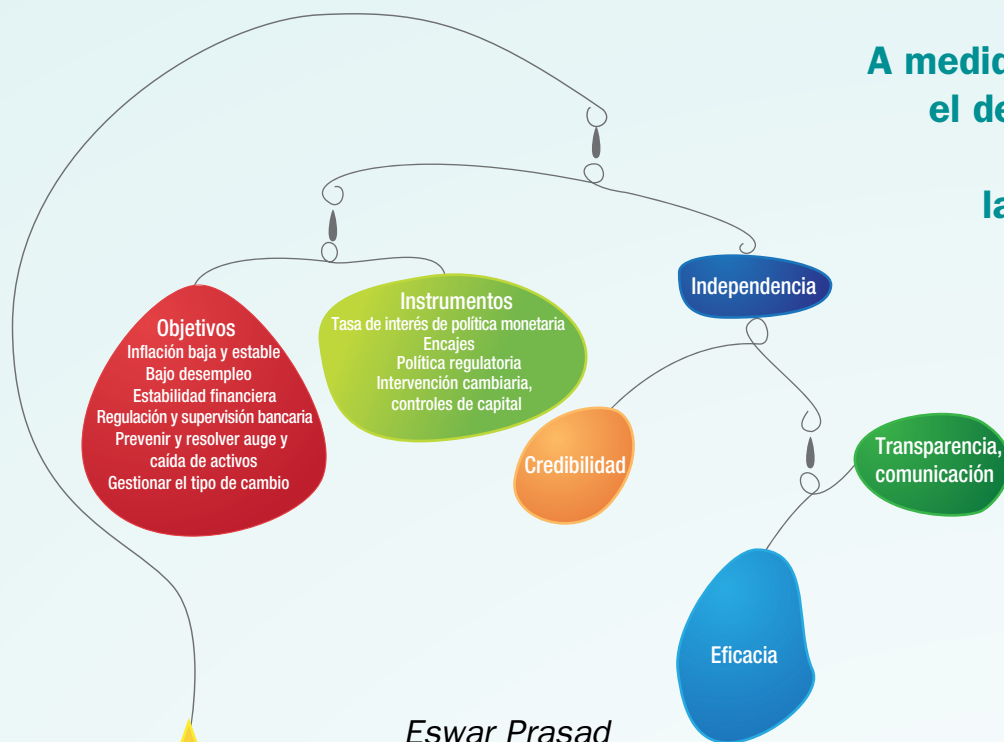 A medid
el de
la
Objetivos
Inflación baja y estable
Bajo desempleo
Estabilidad financiera
Regulación y supervisión bancaria
Prevenir y resolver auge y
caída de activos
Gestionar el tipo de cambio
Instrumentos
Tasa de interés de política monetaria
Encajes
Política regulatoria
Intervención cambiaria,
controles de capital
Independencia
Credibilidad
Transparencia,
comunicación
Eficacia
Eswar Prasad